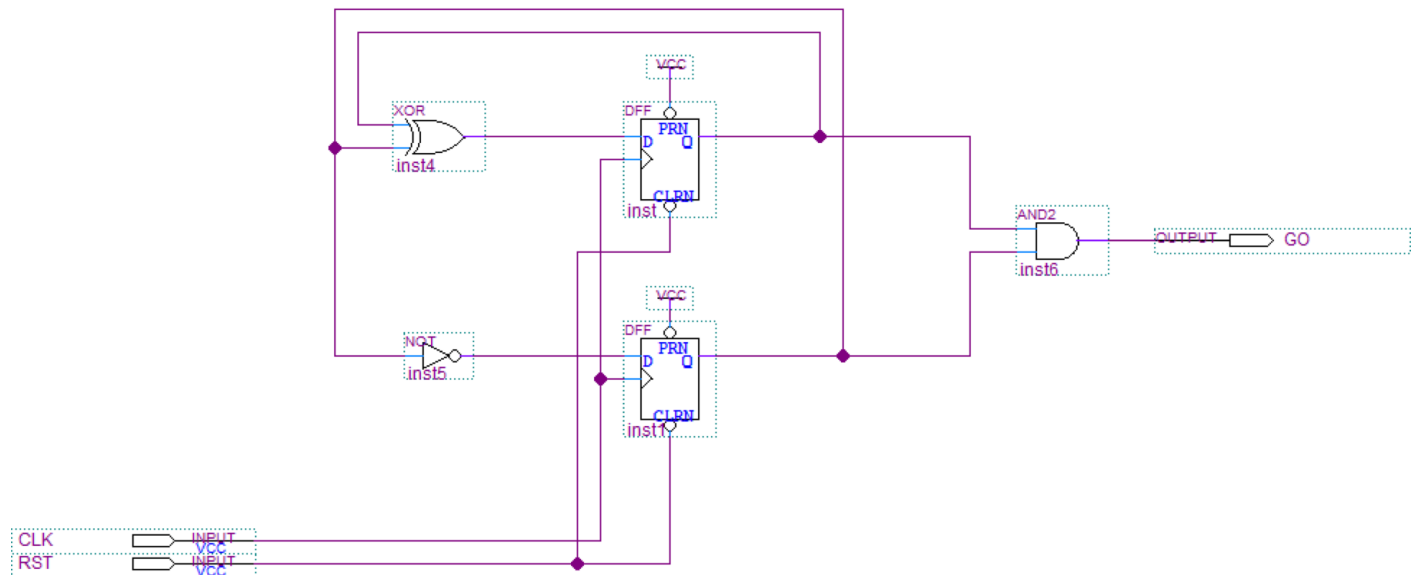 VCC
XOR
DFF
PRN
D
Q
inst4
CLRN
inst
AND2
OUTPUT
GO
inst6
VCC
DFF
NOT
PRN
D
Q
inst5
CLRN
inst1
CLK
INPUT
VCC
RST
INPUT
VCC